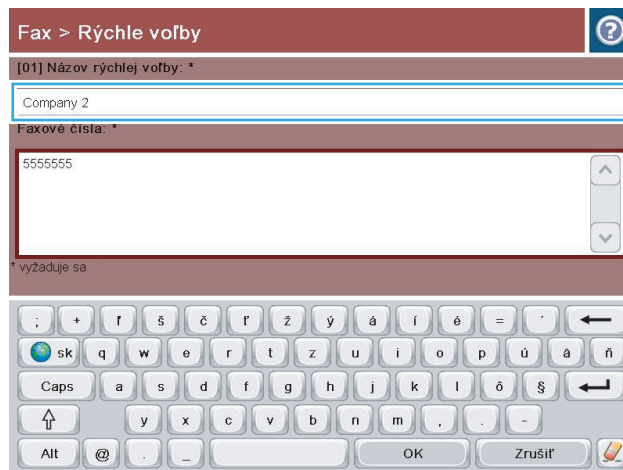 Fax > Rýchle voľby
?
[01] Názov rýchlej voľby: *
Company 2
Faxové čísla: *
5555555
* vyžaduje sa
; + ľ š č ť ž ý á í é = ´
sk q w e r t z u i o p ú ä ň
Caps a s d f g h j k l ô §
y x c v b n m , . -
Alt @ . _ OK Zrušiť